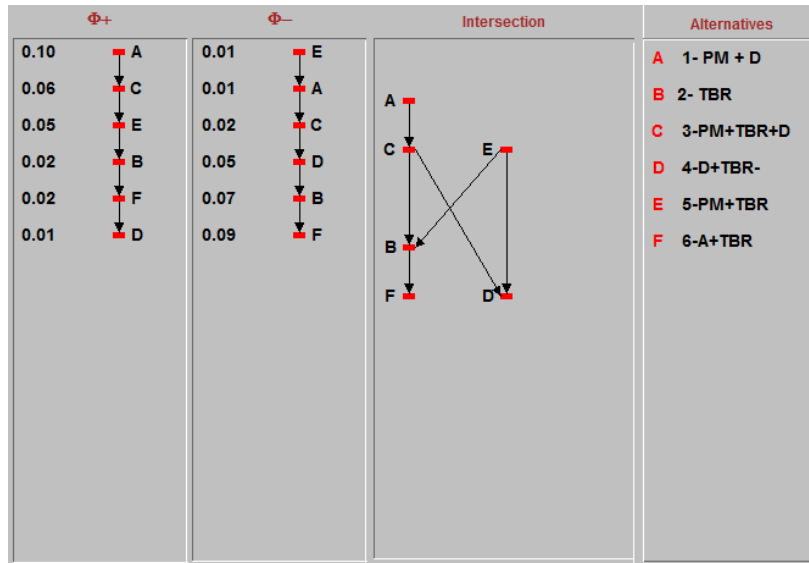 Φ+
0.10 A
0.06 C
0.05 E
0.02 B
0.02 F
0.01 D
Φ–
0.01 E
0.01 A
0.02 C
0.05 D
0.07 B
0.09 F
Intersection
A
C E
B
F D
Alternatives
A 1- PM + D
B 2- TBR
C 3-PM+TBR+D
D 4-D+TBR-
E 5-PM+TBR
F 6-A+TBR